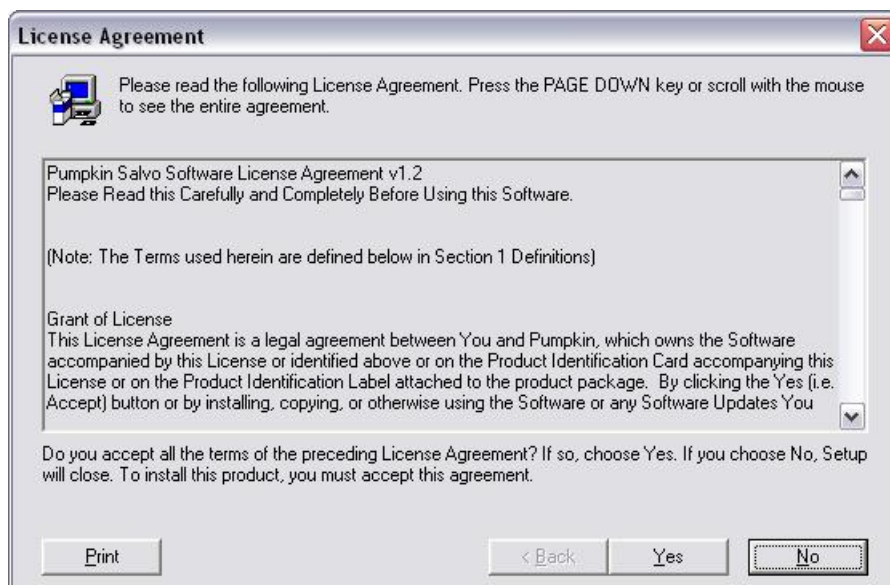 License Agreement
Please read the following License Agreement. Press the PAGE DOWN key or scroll with the mouse
to see the entire agreement.
Pumpkin Salvo Software License Agreement v1.2
Please Read this Carefully and Completely Before Using this Software.
(Note: The Terms used herein are defined below in Section 1 Definitions)
Grant of License
This License Agreement is a legal agreement between You and Pumpkin, which owns the Software
accompanied by this License or identified above or on the Product Identification Card accompanying this
License or on the Product Identification Label attached to the product package.  By clicking the Yes (i.e.
Accept) button or by installing, copying, or otherwise using the Software or any Software Updates You
Do you accept all the terms of the preceding License Agreement? If so, choose Yes. If you choose No, Setup
will close. To install this product, you must accept this agreement.
Print
< Back
Yes
No